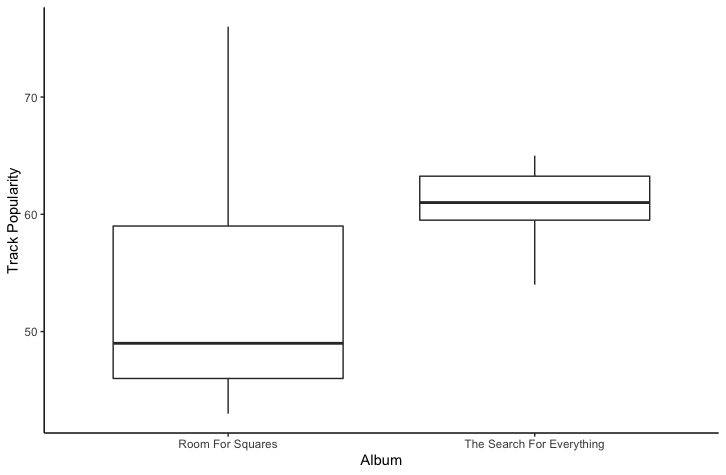 70
60
50
Track Popularity
Room For Squares
The Search For Everything
Album